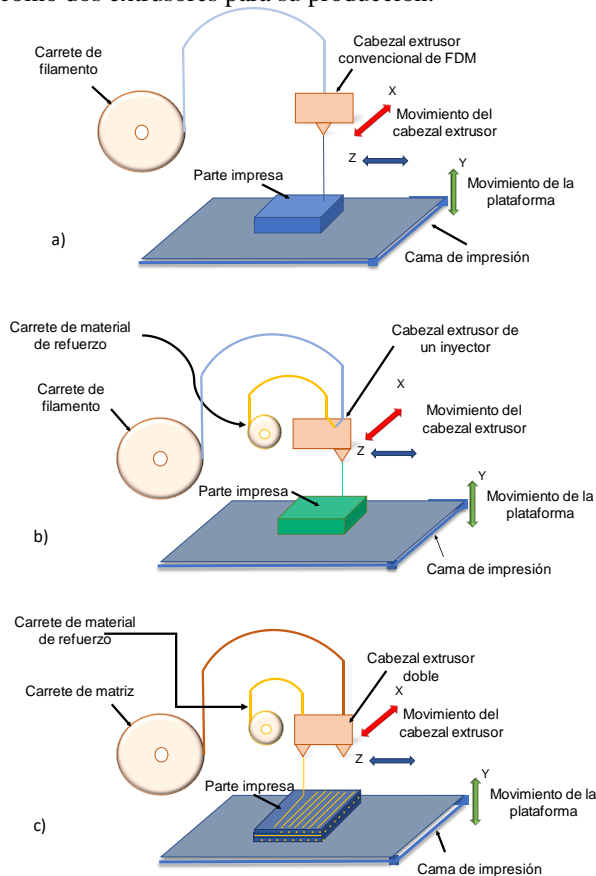 como dos extrusores para su producción.
Carrete de
filamento
Cabezal extrusor
convencional de FDM
X
Movimiento del
cabezal extrusor
Z
Y
Parte impresa
Movimiento de la
plataforma
a)
Cama de impresión
Carrete de material
de refuerzo
Cabezal extrusor de
un inyector
Carrete de
filamento
X
Movimiento del
cabezal extrusor
Z
Y
Parte impresa
Movimiento de la
plataforma
b)
Cama de impresión
Carrete de material
de refuerzo
Cabezal extrusor
doble
Carrete de matriz
X
Movimiento del
cabezal extrusor
Z
Y
Parte impresa
Movimiento de la
plataforma
c)
Cama de impresión